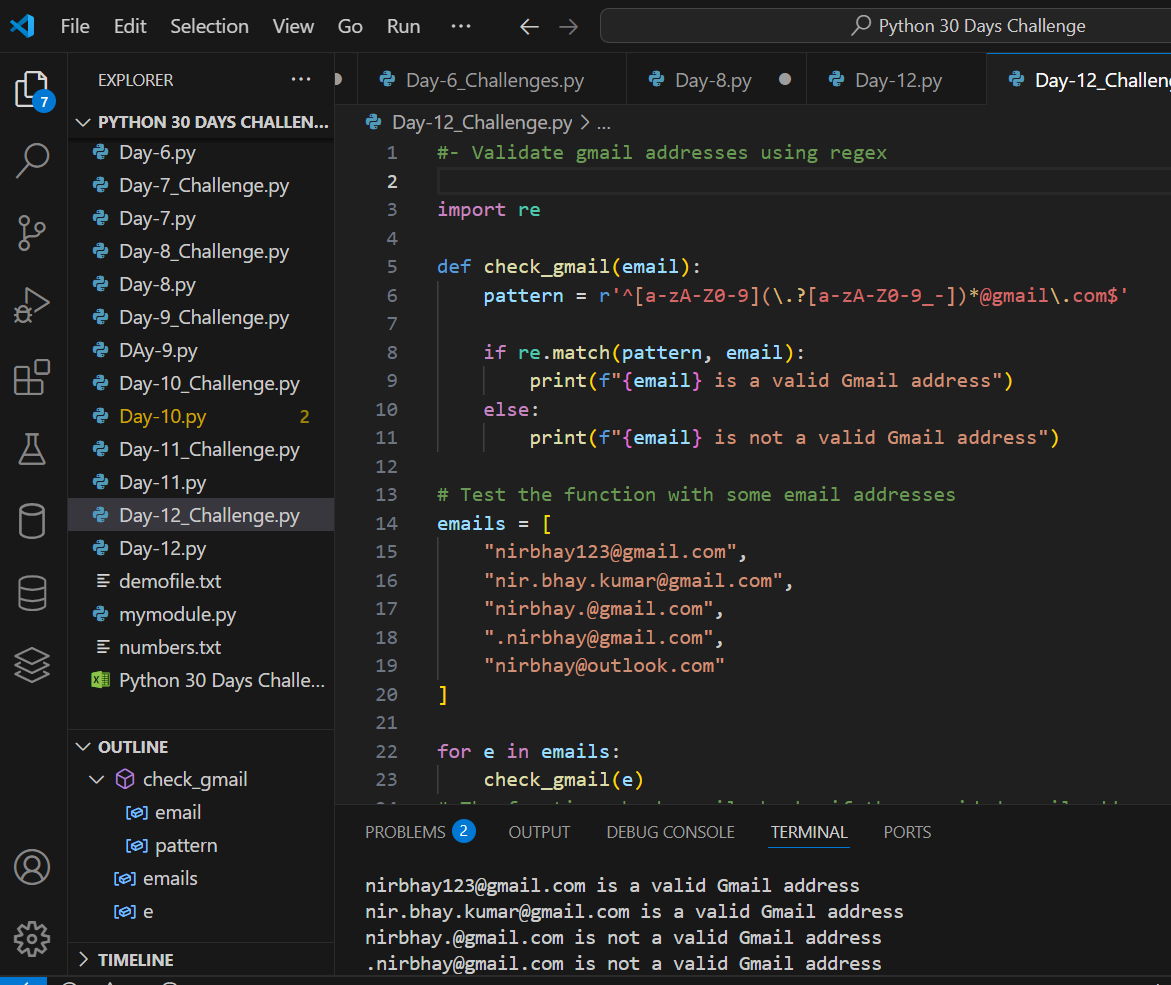 File Edit Selection View Go Run ··· ← → Python 30 Days Challenge
EXPLORER ···
Day-6_Challenges.py Day-8.py Day-12.py Day-12_Challen
7
PYTHON 30 DAYS CHALLEN...
Day-12_Challenge.py > ...
Day-6.py
Day-7_Challenge.py
Day-7.py
Day-8_Challenge.py
Day-8.py
Day-9_Challenge.py
DAy-9.py
Day-10_Challenge.py
Day-10.py 2
Day-11_Challenge.py
Day-11.py
Day-12_Challenge.py
Day-12.py
demofile.txt
mymodule.py
numbers.txt
Python 30 Days Challe...
OUTLINE
check_gmail
email
pattern
emails
e
TIMELINE
1 #- Validate gmail addresses using regex
2
3 import re
4
5 def check_gmail(email):
6 pattern = r'^[a-zA-Z0-9](\.?[a-zA-Z0-9_-])*@gmail\.com$'
7
8 if re.match(pattern, email):
9 print(f"{email} is a valid Gmail address")
10 else:
11 print(f"{email} is not a valid Gmail address")
12
13 # Test the function with some email addresses
14 emails = [
15 "nirbhay123@gmail.com",
16 "nir.bhay.kumar@gmail.com",
17 "nirbhay.@gmail.com",
18 ".nirbhay@gmail.com",
19 "nirbhay@outlook.com"
20 ]
21
22 for e in emails:
23 check_gmail(e)
PROBLEMS 2 OUTPUT DEBUG CONSOLE TERMINAL PORTS
nirbhay123@gmail.com is a valid Gmail address
nir.bhay.kumar@gmail.com is a valid Gmail address
nirbhay.@gmail.com is not a valid Gmail address
.nirbhay@gmail.com is not a valid Gmail address